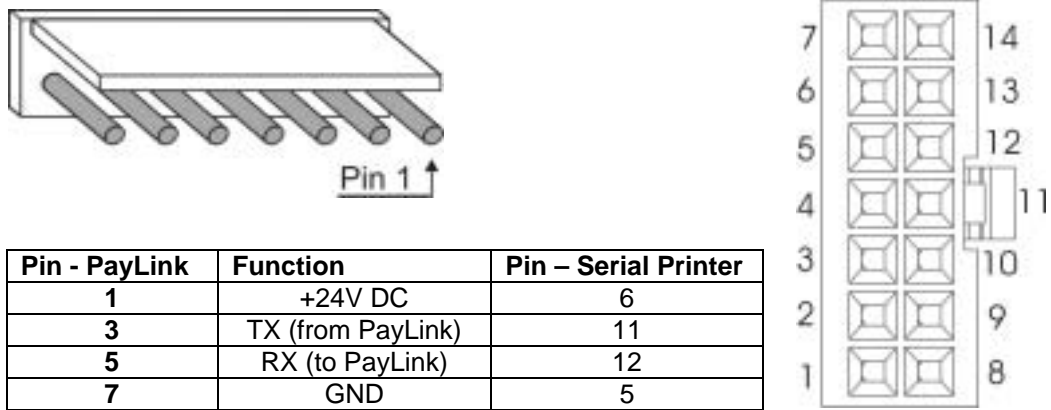 Pin 1
Pin - PayLink Function Pin – Serial Printer
1 +24V DC 6
3 TX (from PayLink) 11
5 RX (to PayLink) 12
7 GND 5
7 14
6 13
5 12
4 11
3 10
2 9
1 8